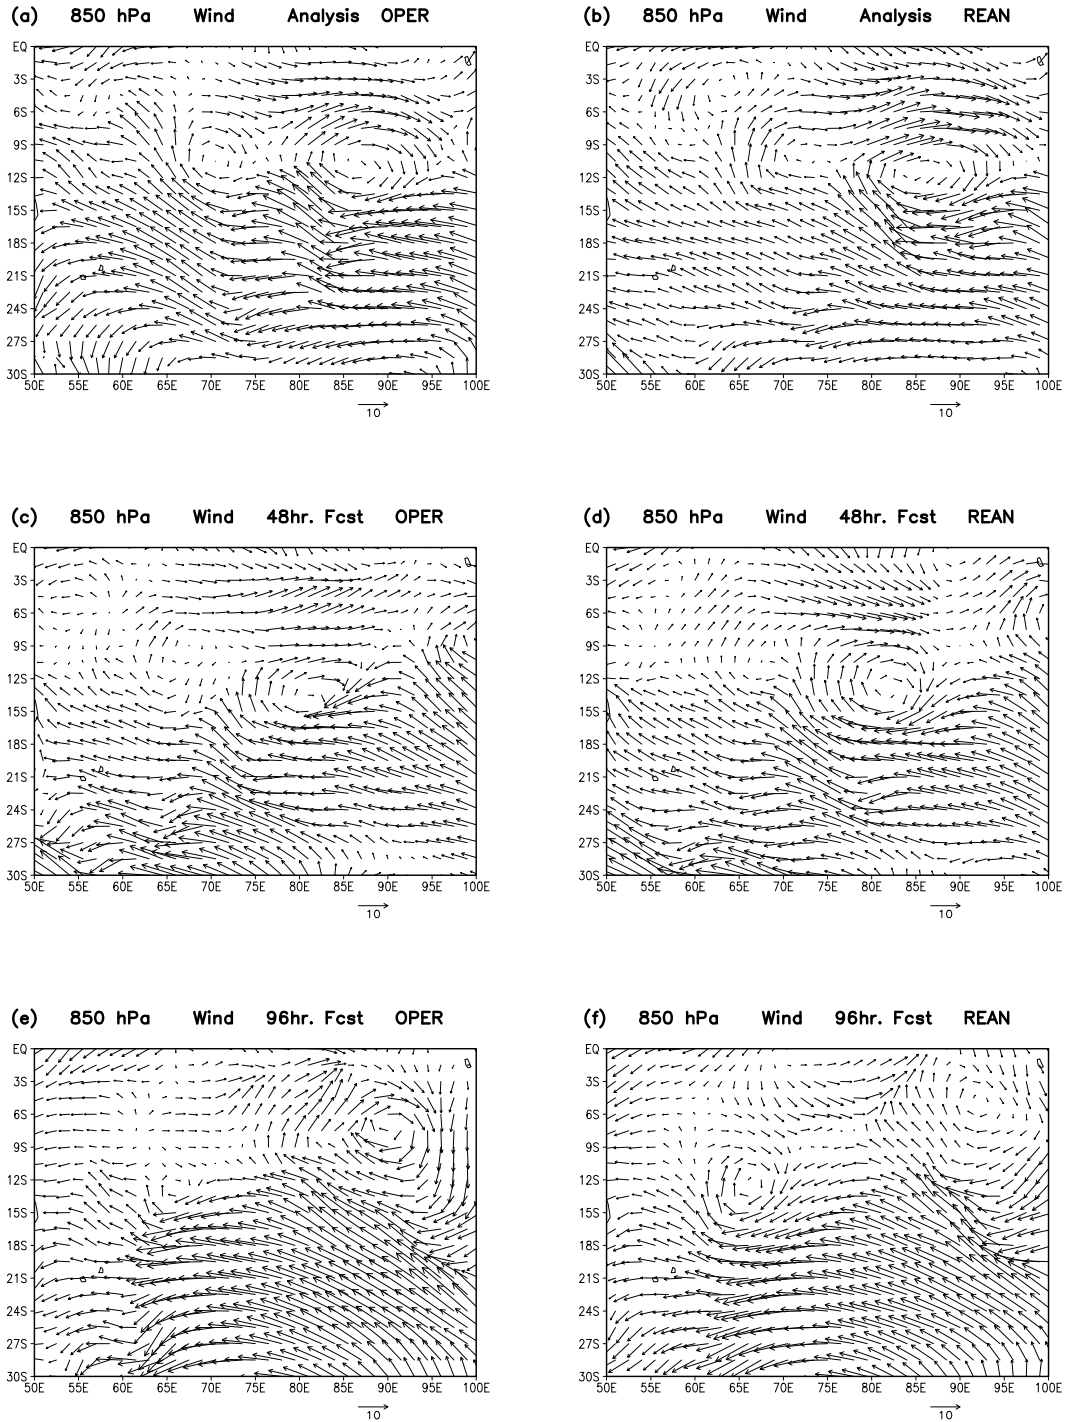 (a) 850 hPa Wind Analysis OPER
EQ
3S
6S
9S
12S
15S
18S
21S
24S
27S
30S
50E 55E 60E 65E 70E 75E 80E 85E 90E 95E 100E
10
(b) 850 hPa Wind Analysis REAN
EQ
3S
6S
9S
12S
15S
18S
21S
24S
27S
30S
50E 55E 60E 65E 70E 75E 80E 85E 90E 95E 100E
10
(c) 850 hPa Wind 48hr. Fcst OPER
EQ
3S
6S
9S
12S
15S
18S
21S
24S
27S
30S
50E 55E 60E 65E 70E 75E 80E 85E 90E 95E 100E
10
(d) 850 hPa Wind 48hr. Fcst REAN
EQ
3S
6S
9S
12S
15S
18S
21S
24S
27S
30S
50E 55E 60E 65E 70E 75E 80E 85E 90E 95E 100E
10
(e) 850 hPa Wind 96hr. Fcst OPER
EQ
3S
6S
9S
12S
15S
18S
21S
24S
27S
30S
50E 55E 60E 65E 70E 75E 80E 85E 90E 95E 100E
10
(f) 850 hPa Wind 96hr. Fcst REAN
EQ
3S
6S
9S
12S
15S
18S
21S
24S
27S
30S
50E 55E 60E 65E 70E 75E 80E 85E 90E 95E 100E
10